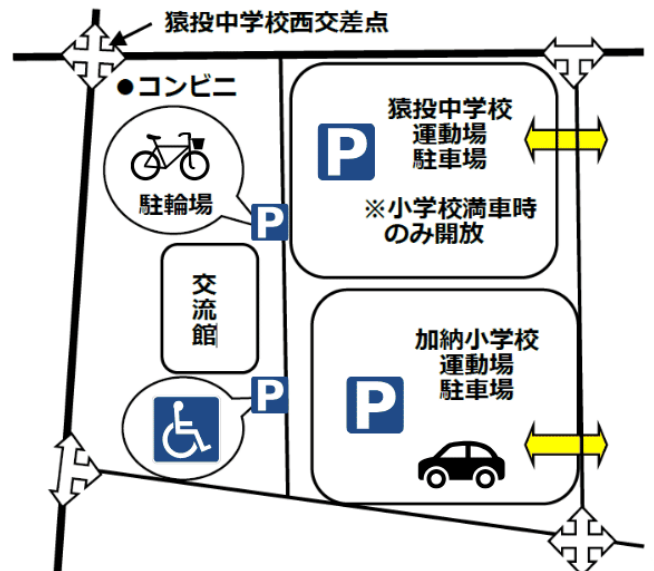 猿投中学校西交差点
●コンビニ
駐輪場
P
交流館
P
P
猿投中学校
運動場
駐車場
※小学校満車時
のみ開放
P
加納小学校
運動場
駐車場